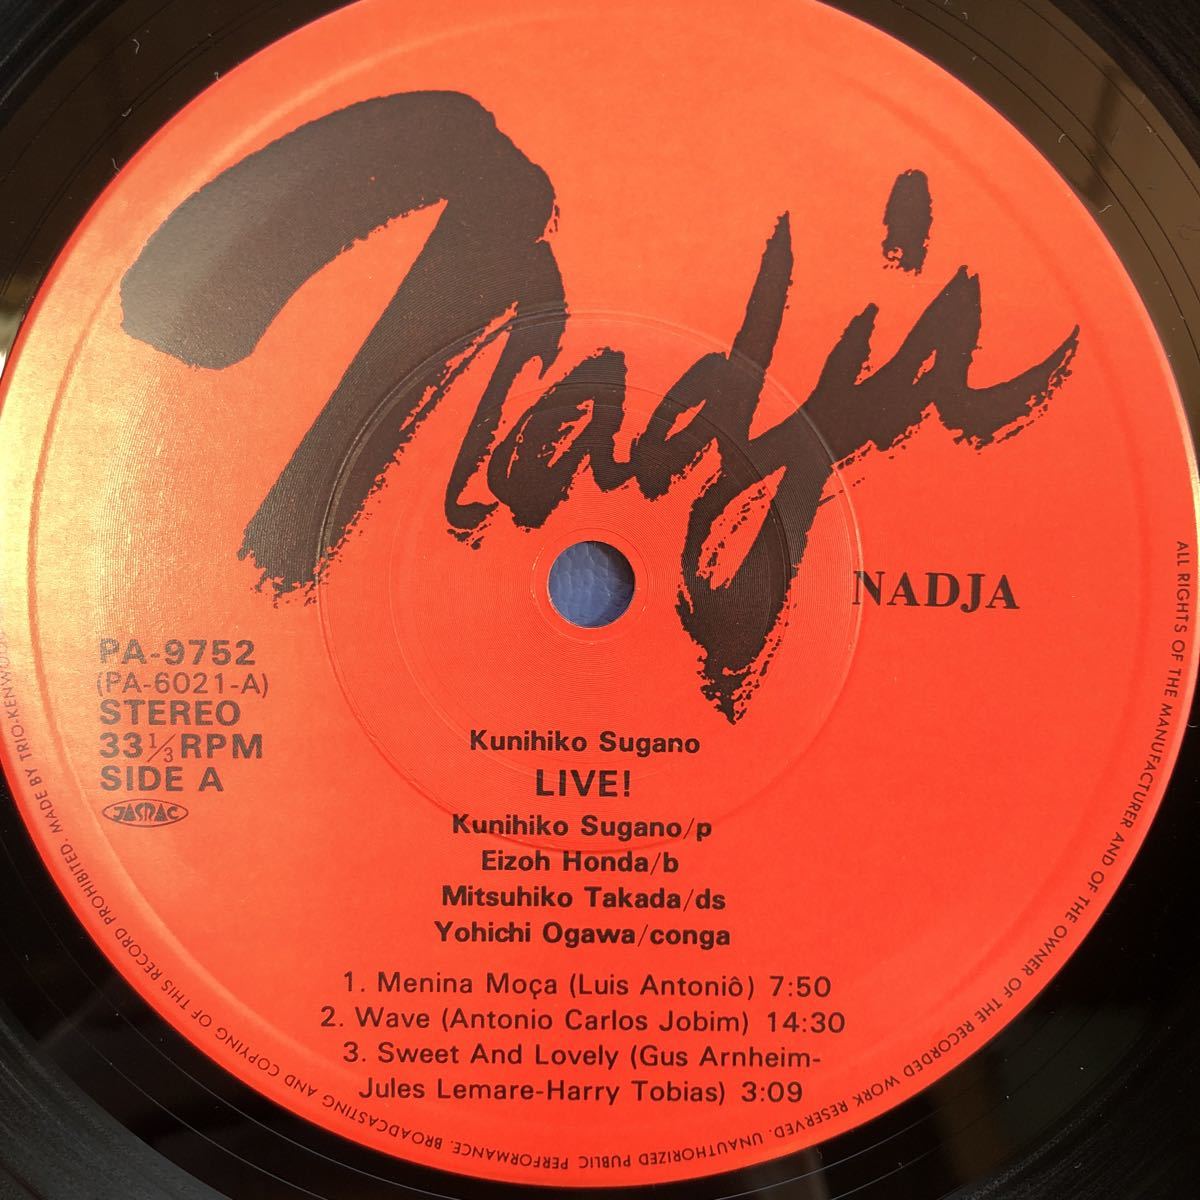 Nadja
NADJA
PA-9752
(PA-6021-A)
STEREO
33 1/3 RPM
SIDE A
JASRAC
Kunihiko Sugano
LIVE!
Kunihiko Sugano/p
Eizoh Honda/b
Mitsuhiko Takada/ds
Yohichi Ogawa/conga
1. Menina Moça (Luis Antoniô) 7:50
2. Wave (Antonio Carlos Jobim) 14:30
3. Sweet And Lovely (Gus Arnheim-
Jules Lemare-Harry Tobias) 3:09
ALL RIGHTS OF THE MANUFACTURER AND OF THE OWNER OF THE RECORDED WORK RESERVED. UNAUTHORIZED PUBLIC PERFORMANCE. BROADCASTING AND COPYING OF THIS RECORD PROHIBITED. MADE BY TRIO-KENWOOD